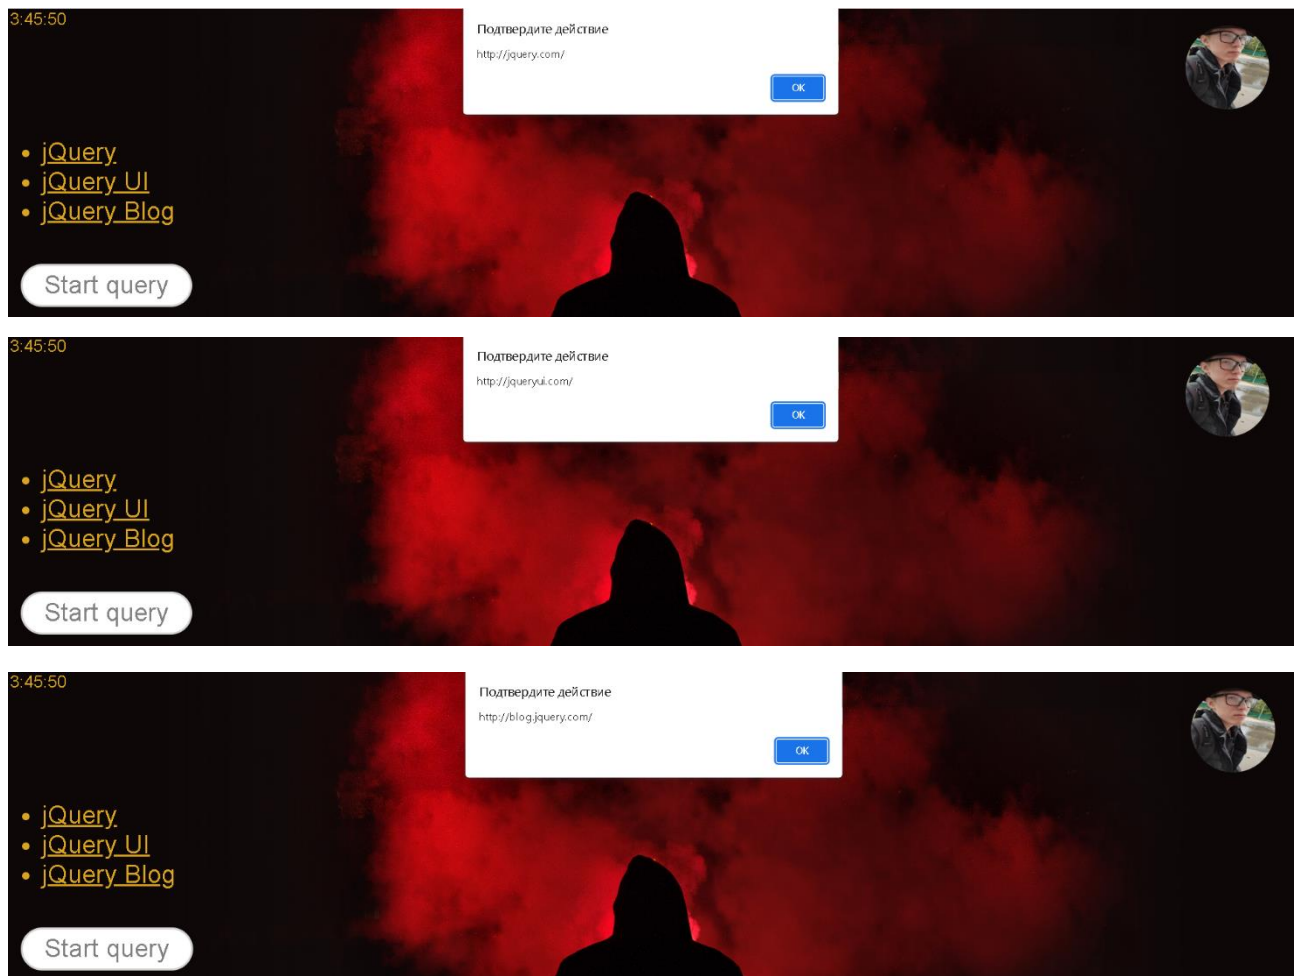 3:45:50
Подтвердите действие
http://jquery.com/
OK
jQuery
jQuery UI
jQuery Blog
Start query
3:45:50
Подтвердите действие
http://jqueryui.com/
OK
jQuery
jQuery UI
jQuery Blog
Start query
3:45:50
Подтвердите действие
http://blog.jquery.com/
OK
jQuery
jQuery UI
jQuery Blog
Start query